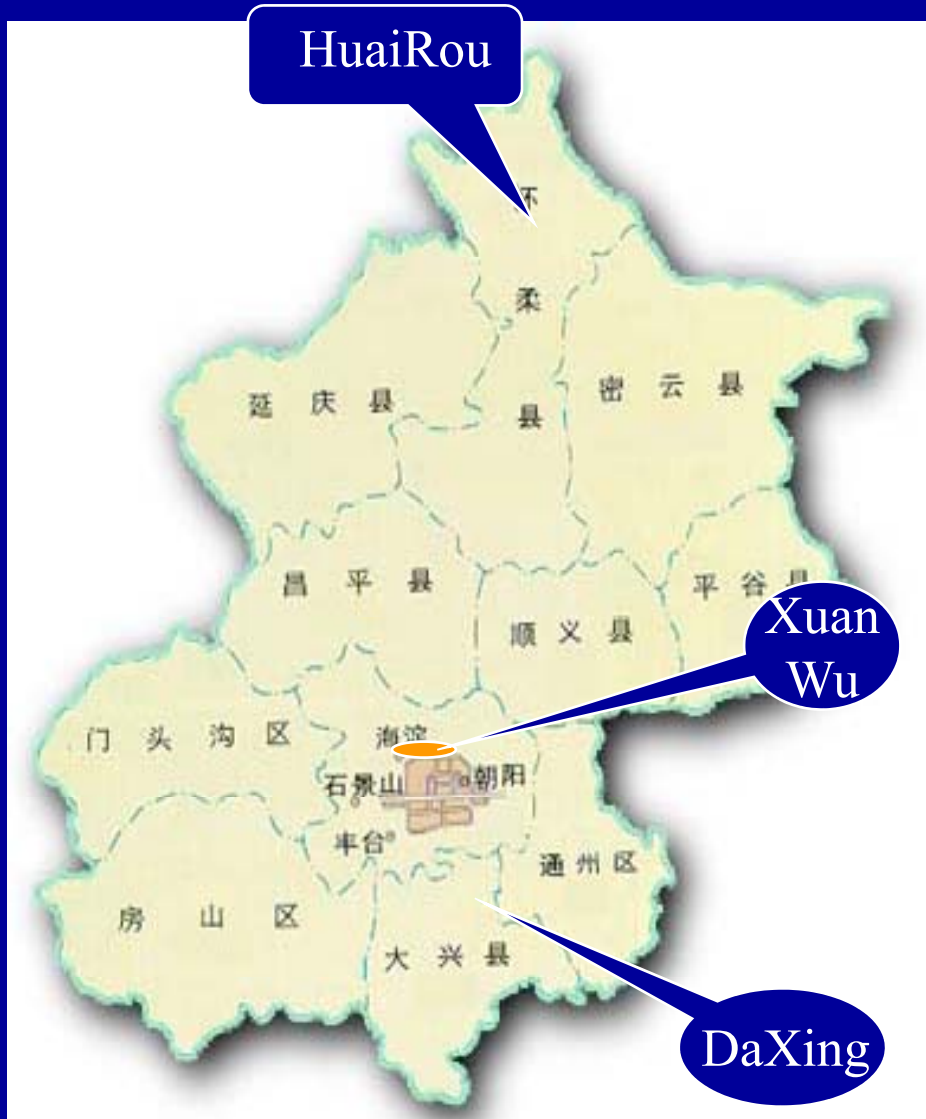 HuaiRou
怀
柔
县
延庆县
密云县
昌平县
平谷县
顺义县
Xuan
Wu
门头沟区
海淀
石景山
朝阳
丰台
通州区
房山区
大兴县
DaXing